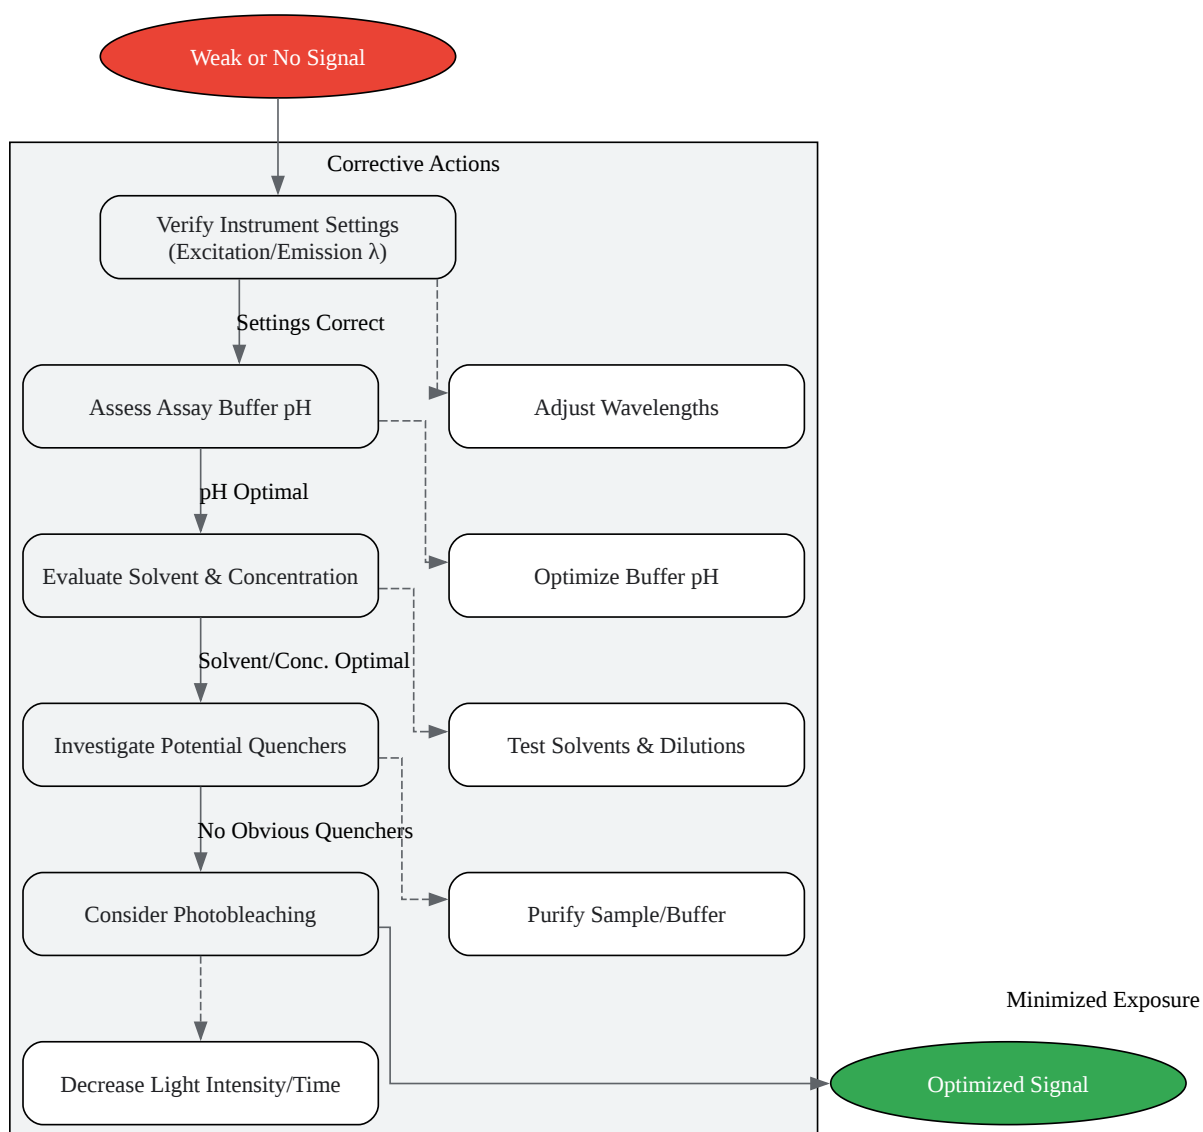 Weak or No Signal
Corrective Actions
Verify Instrument Settings
(Excitation/Emission λ)
Settings Correct
Assess Assay Buffer pH
Adjust Wavelengths
pH Optimal
Evaluate Solvent & Concentration
Optimize Buffer pH
Solvent/Conc. Optimal
Investigate Potential Quenchers
Test Solvents & Dilutions
No Obvious Quenchers
Consider Photobleaching
Purify Sample/Buffer
Minimized Exposure
Decrease Light Intensity/Time
Optimized Signal